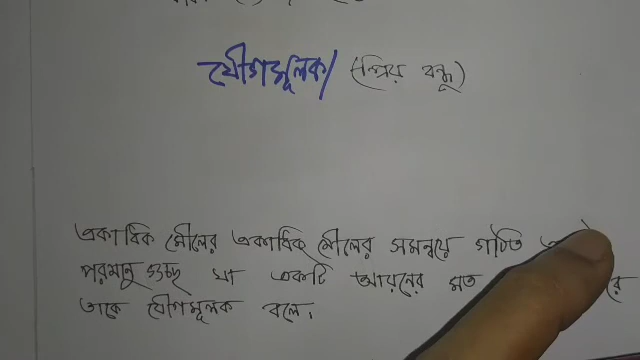 যৌগমূলক/ (প্রিয় বন্ধু)
একাধিক মৌলের একাধিক মৌলের সমন্বয়ে গঠিত
পরমানু গুচ্ছ যা একটি আয়নের মত
তাকে যৌগমূলক বলে।